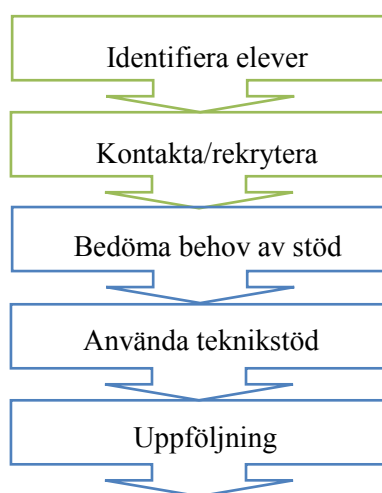 Identifiera elever
Kontakta/rekrytera
Bedöma behov av stöd
Använda teknikstöd
Uppföljning